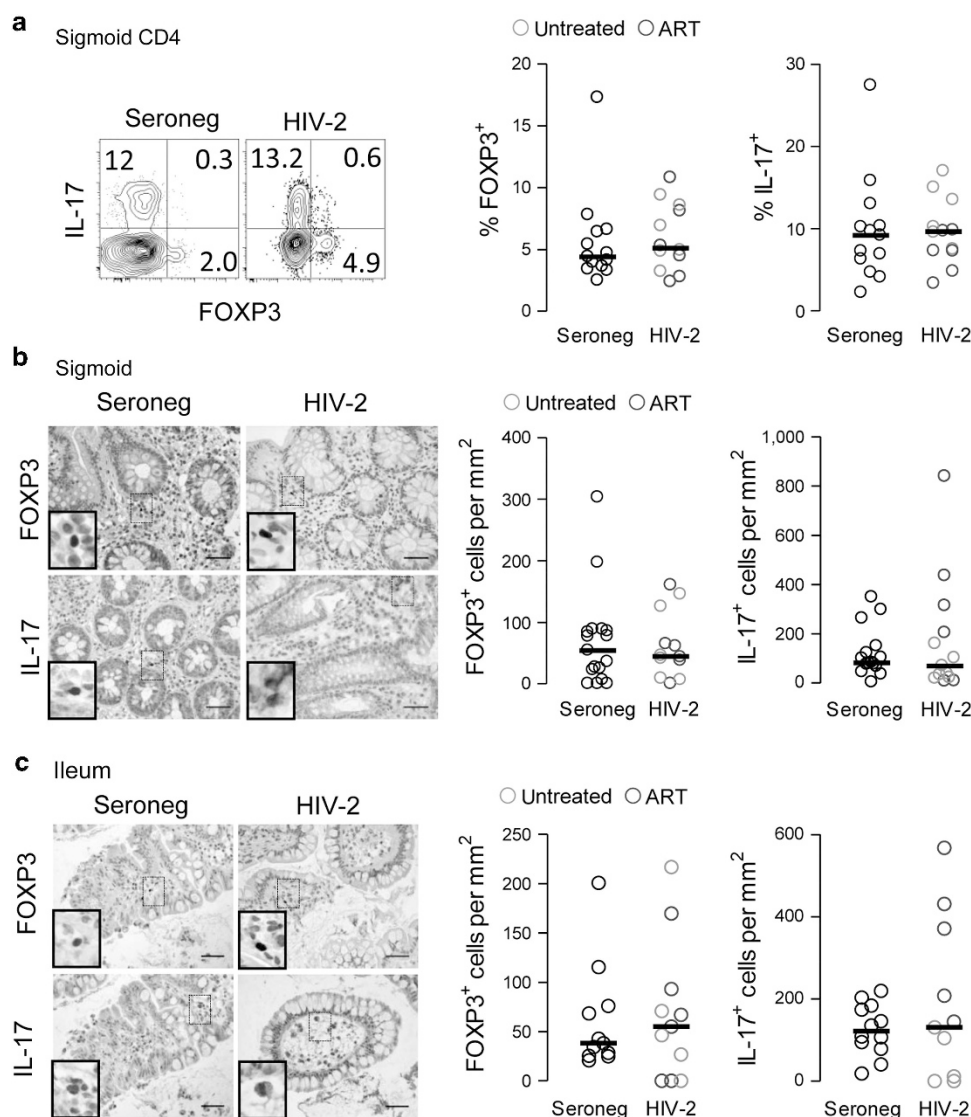 a
Sigmoid CD4
Seroneg HIV-2
12 0.3 13.2 0.6
2.0 4.9
IL-17
FOXP3
Untreated ART
% FOXP3+
20
15
10
5
0
Seroneg HIV-2
% IL-17+
30
20
10
0
Seroneg HIV-2
b
Sigmoid
Seroneg HIV-2
FOXP3
IL-17
Untreated ART
FOXP3+ cells per mm2
400
300
200
100
0
Seroneg HIV-2
IL-17+ cells per mm2
1,000
800
600
400
200
0
Seroneg HIV-2
c
Ileum
Seroneg HIV-2
FOXP3
IL-17
Untreated ART
FOXP3+ cells per mm2
250
200
150
100
50
0
Seroneg HIV-2
IL-17+ cells per mm2
600
400
200
0
Seroneg HIV-2